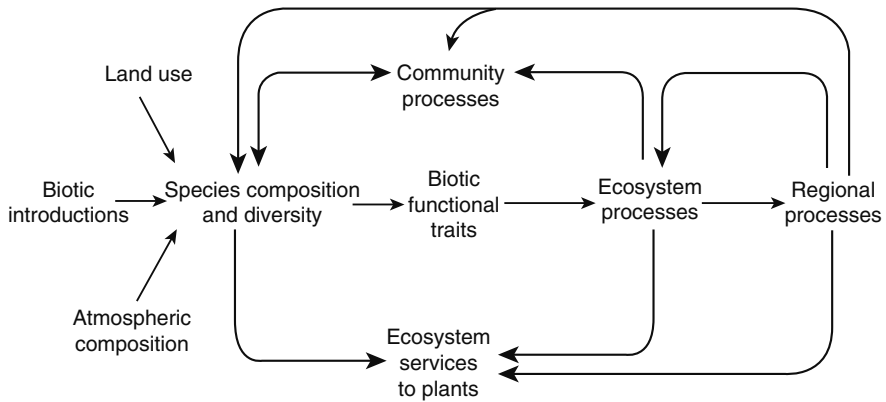 Community
processes
Land use
Biotic
introductions
Species composition
and diversity
Biotic
functional
traits
Ecosystem
processes
Regional
processes
Atmospheric
composition
Ecosystem
services
to plants